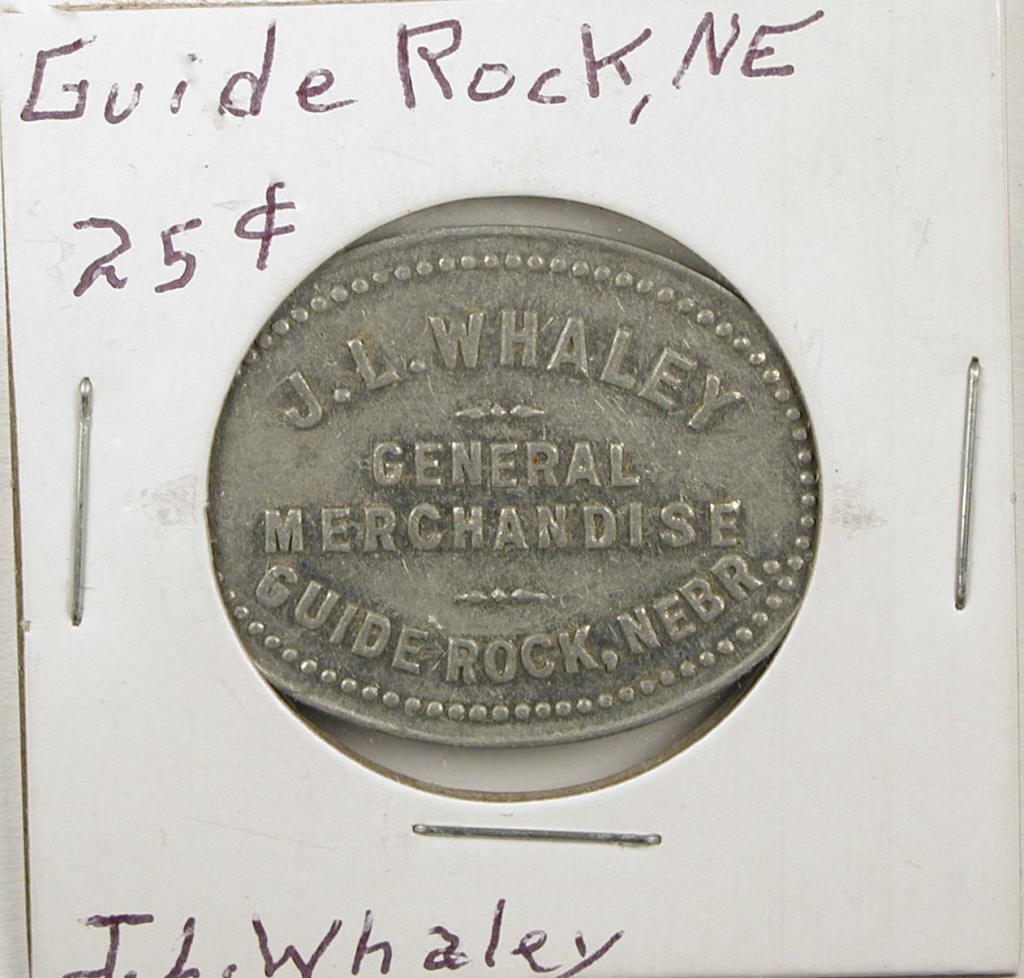 Guide Rock, NE
25¢
J. L. WHALEY
GENERAL
MERCHANDISE
GUIDE ROCK, NEBR.
J. L. Whaley